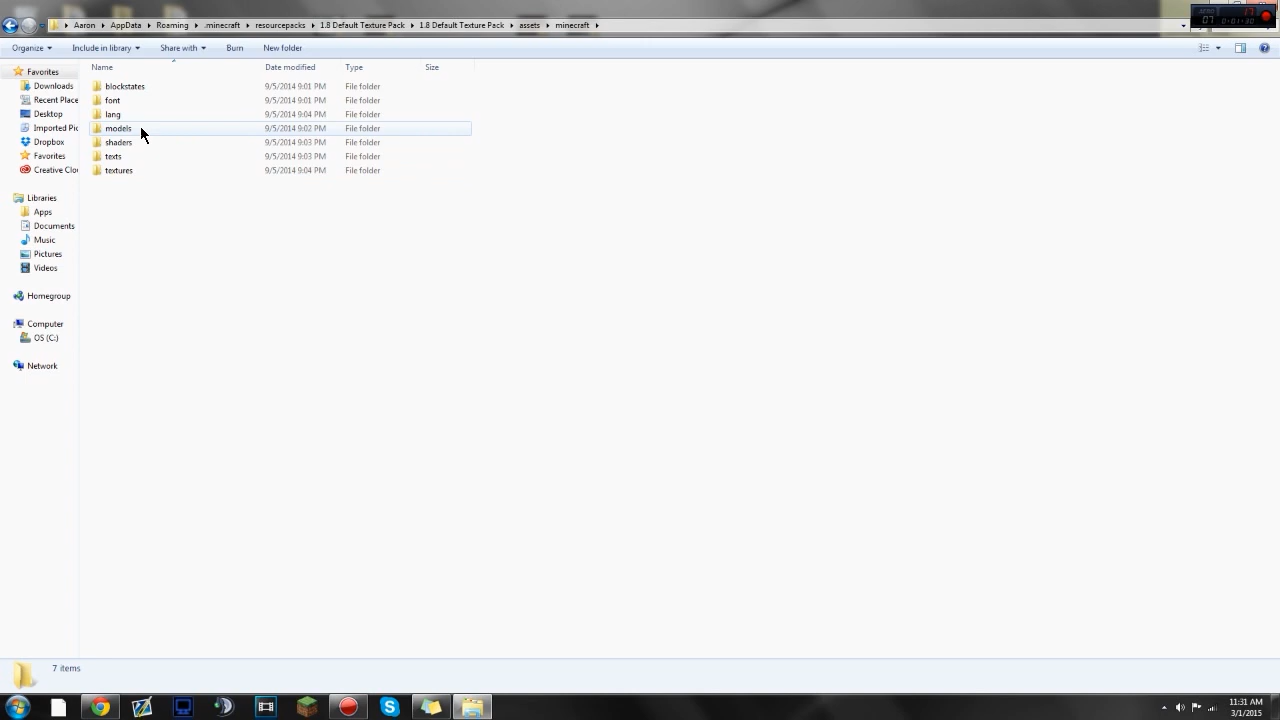 Aaron AppData Roaming .minecraft resourcepacks 1.8 Default Texture Pack 1.8 Default Texture Pack assets minecraft
07 0:01:30
Organize Include in library Share with Burn New folder
Name Date modified Type Size
Favorites
Downloads
Recent Place
Desktop
Imported Pic
Dropbox
Favorites
Creative Clou
Libraries
Apps
Documents
Music
Pictures
Videos
Homegroup
Computer
OS (C:)
Network
blockstates 9/5/2014 9:01 PM File folder
font 9/5/2014 9:01 PM File folder
lang 9/5/2014 9:04 PM File folder
models 9/5/2014 9:02 PM File folder
shaders 9/5/2014 9:03 PM File folder
texts 9/5/2014 9:03 PM File folder
textures 9/5/2014 9:04 PM File folder
7 items
11:31 AM
3/1/2015